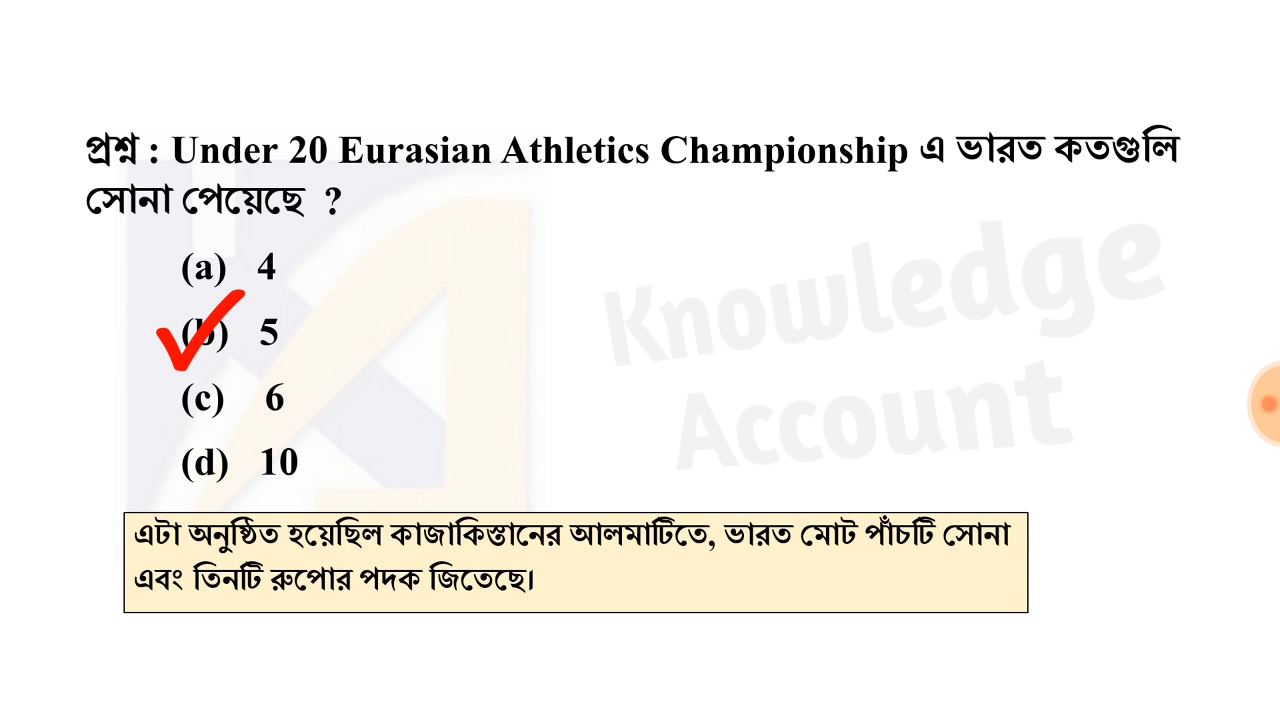 প্রশ্ন : Under 20 Eurasian Athletics Championship এ ভারত কতগুলি
সোনা পেয়েছে ?
(a) 4
(b) 5
(c) 6
(d) 10
Knowledge
Account
এটা অনুষ্ঠিত হয়েছিল কাজাকিস্তানের আলমাটিতে, ভারত মোট পাঁচটি সোনা
এবং তিনটি রুপোর পদক জিতেছে।